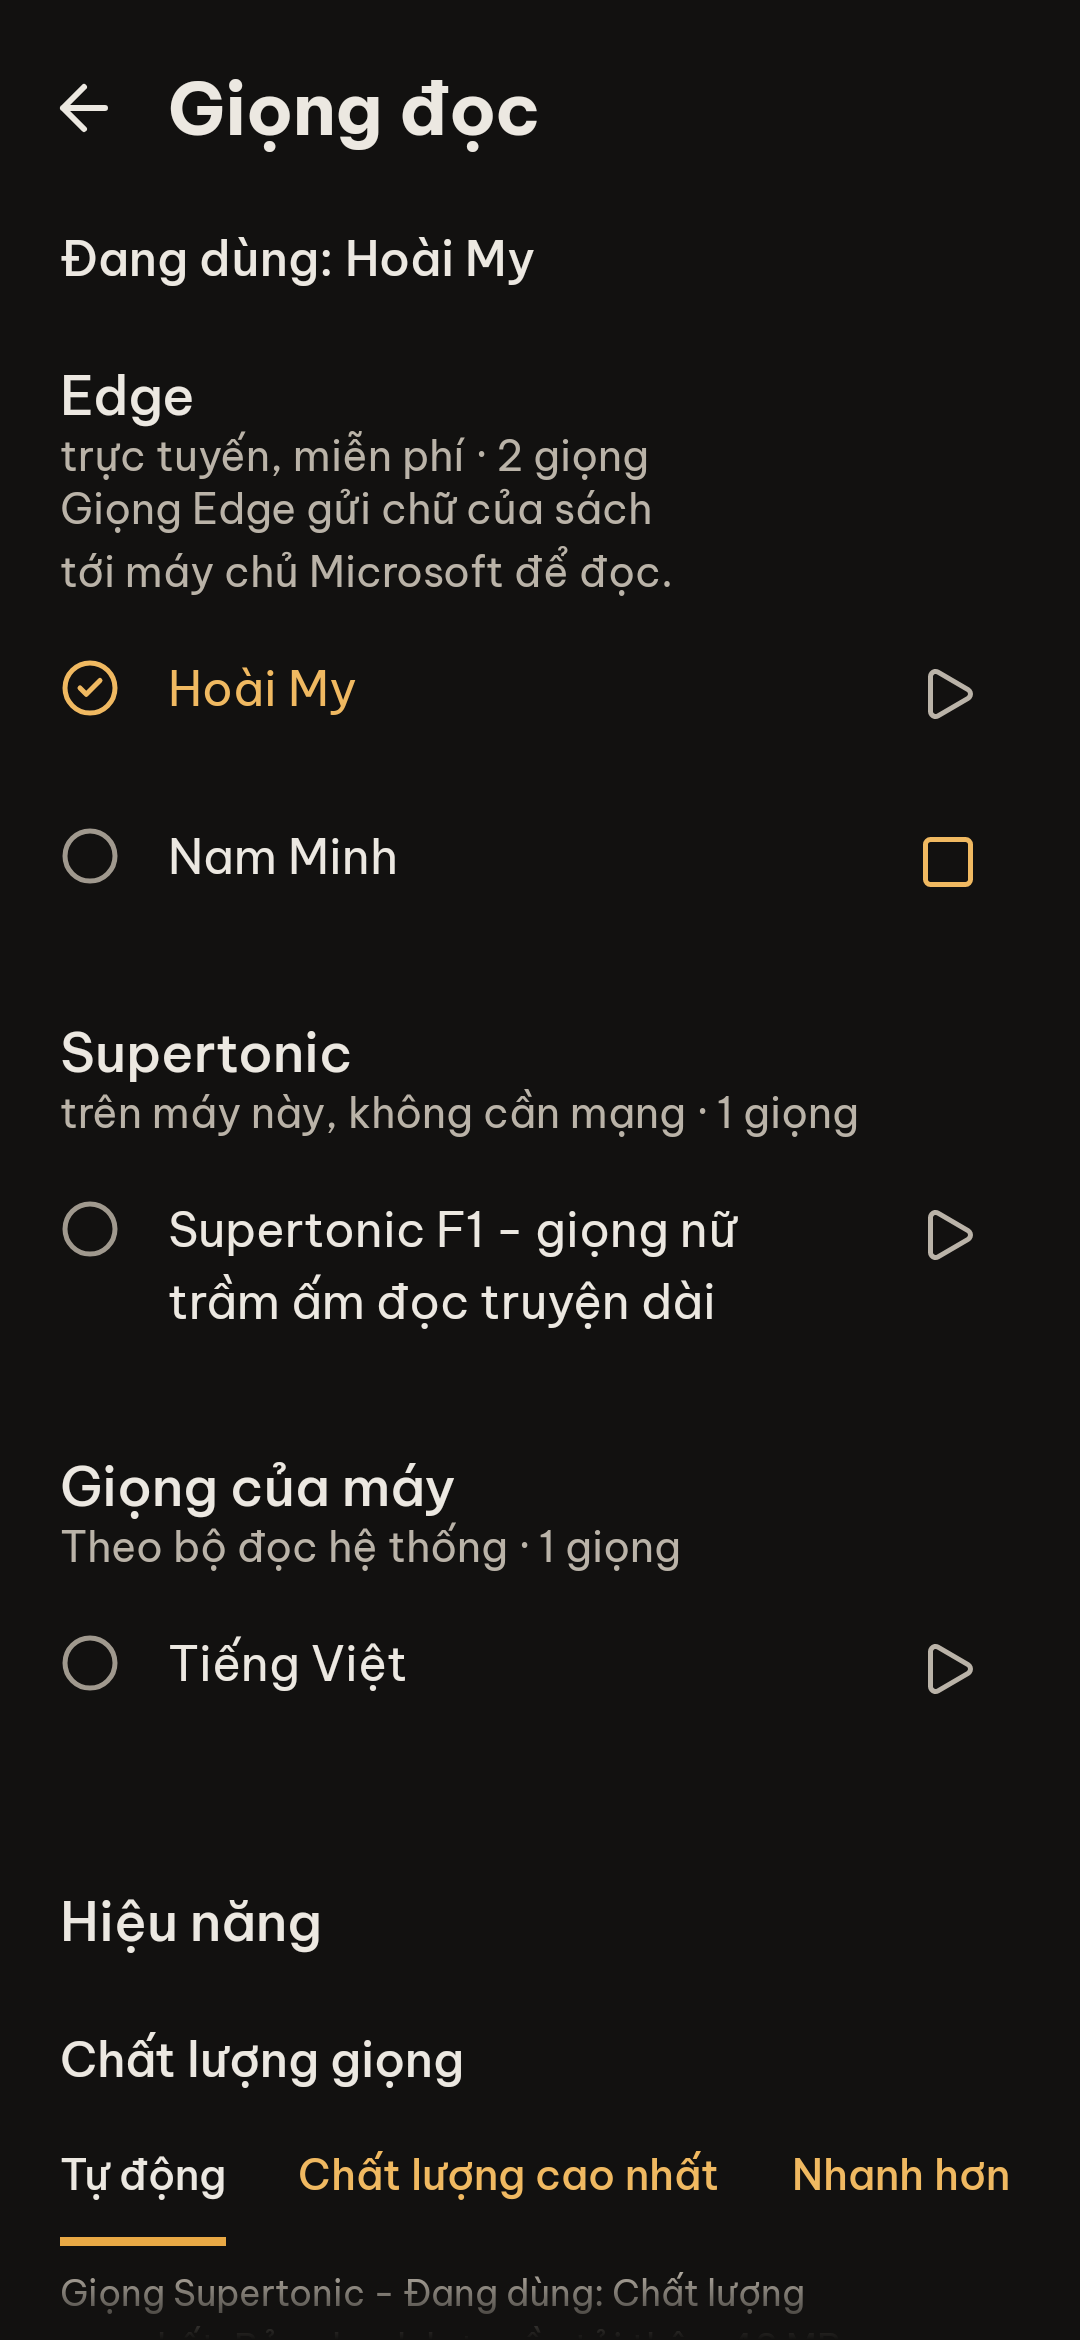 Giọng đọc
Đang dùng: Hoài My
Edge
trực tuyến, miễn phí · 2 giọng
Giọng Edge gửi chữ của sách
tới máy chủ Microsoft để đọc.
Hoài My
Nam Minh
Supertonic
trên máy này, không cần mạng · 1 giọng
Supertonic F1 - giọng nữ
trầm ấm đọc truyện dài
Giọng của máy
Theo bộ đọc hệ thống · 1 giọng
Tiếng Việt
Hiệu năng
Chất lượng giọng
Tự động Chất lượng cao nhất Nhanh hơn
Giọng Supertonic - Đang dùng: Chất lượng